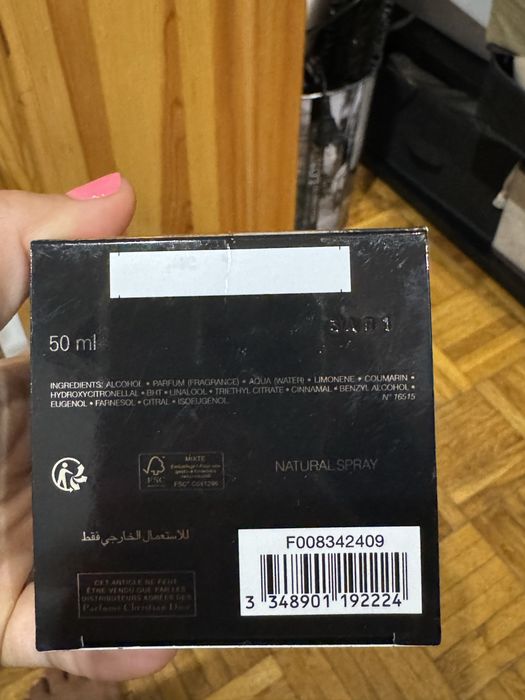 50 ml
INGREDIENTS: ALCOHOL • PARFUM (FRAGRANCE) • AQUA (WATER) • LIMONENE • COUMARIN •
HYDROXYCITRONELLAL • BHT • LINALOOL • TRIETHYL CITRATE • CINNAMAL • BENZYL ALCOHOL •
EUGENOL • FARNESOL • CITRAL • ISOEUGENOL N° 16515
MIXTE
FSC
NATURAL SPRAY
للاستعمال الخارجي فقط
CET ARTICLE NE PEUT
ÊTRE VENDU QUE PAR LES
DISTRIBUTEURS AGRÉÉS DES
Parfums Christian Dior
F008342409
3 348901 192224